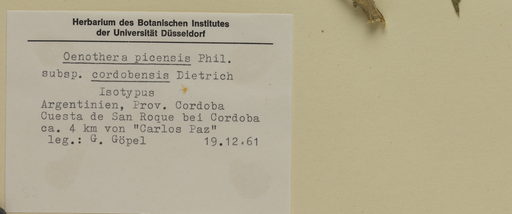 Herbarium des Botanischen Institutes
der Universität Düsseldorf
Oenothera picensis Phil.
subsp. cordobensis Dietrich
Isotypus
Argentinien, Prov. Cordoba
Cuesta de San Roque bei Cordoba
ca. 4 km von "Carlos Paz"
leg.: G. Göpel 19.12.61